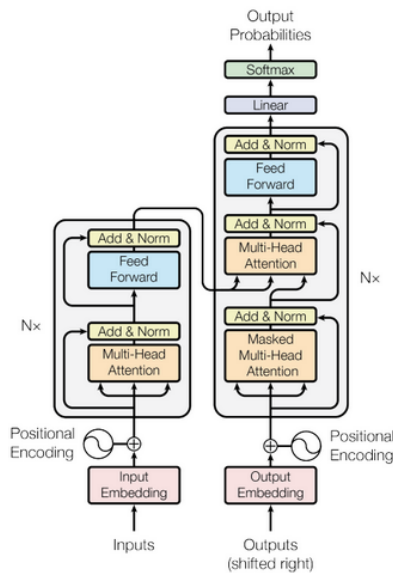 Output
Probabilities
Softmax
Linear
Add & Norm
Feed
Forward
Add & Norm
Multi-Head
Attention
Add & Norm
Masked
Multi-Head
Attention
N×
Add & Norm
Feed
Forward
Add & Norm
Multi-Head
Attention
N×
Positional
Encoding
Positional
Encoding
Input
Embedding
Output
Embedding
Inputs
Outputs
(shifted right)